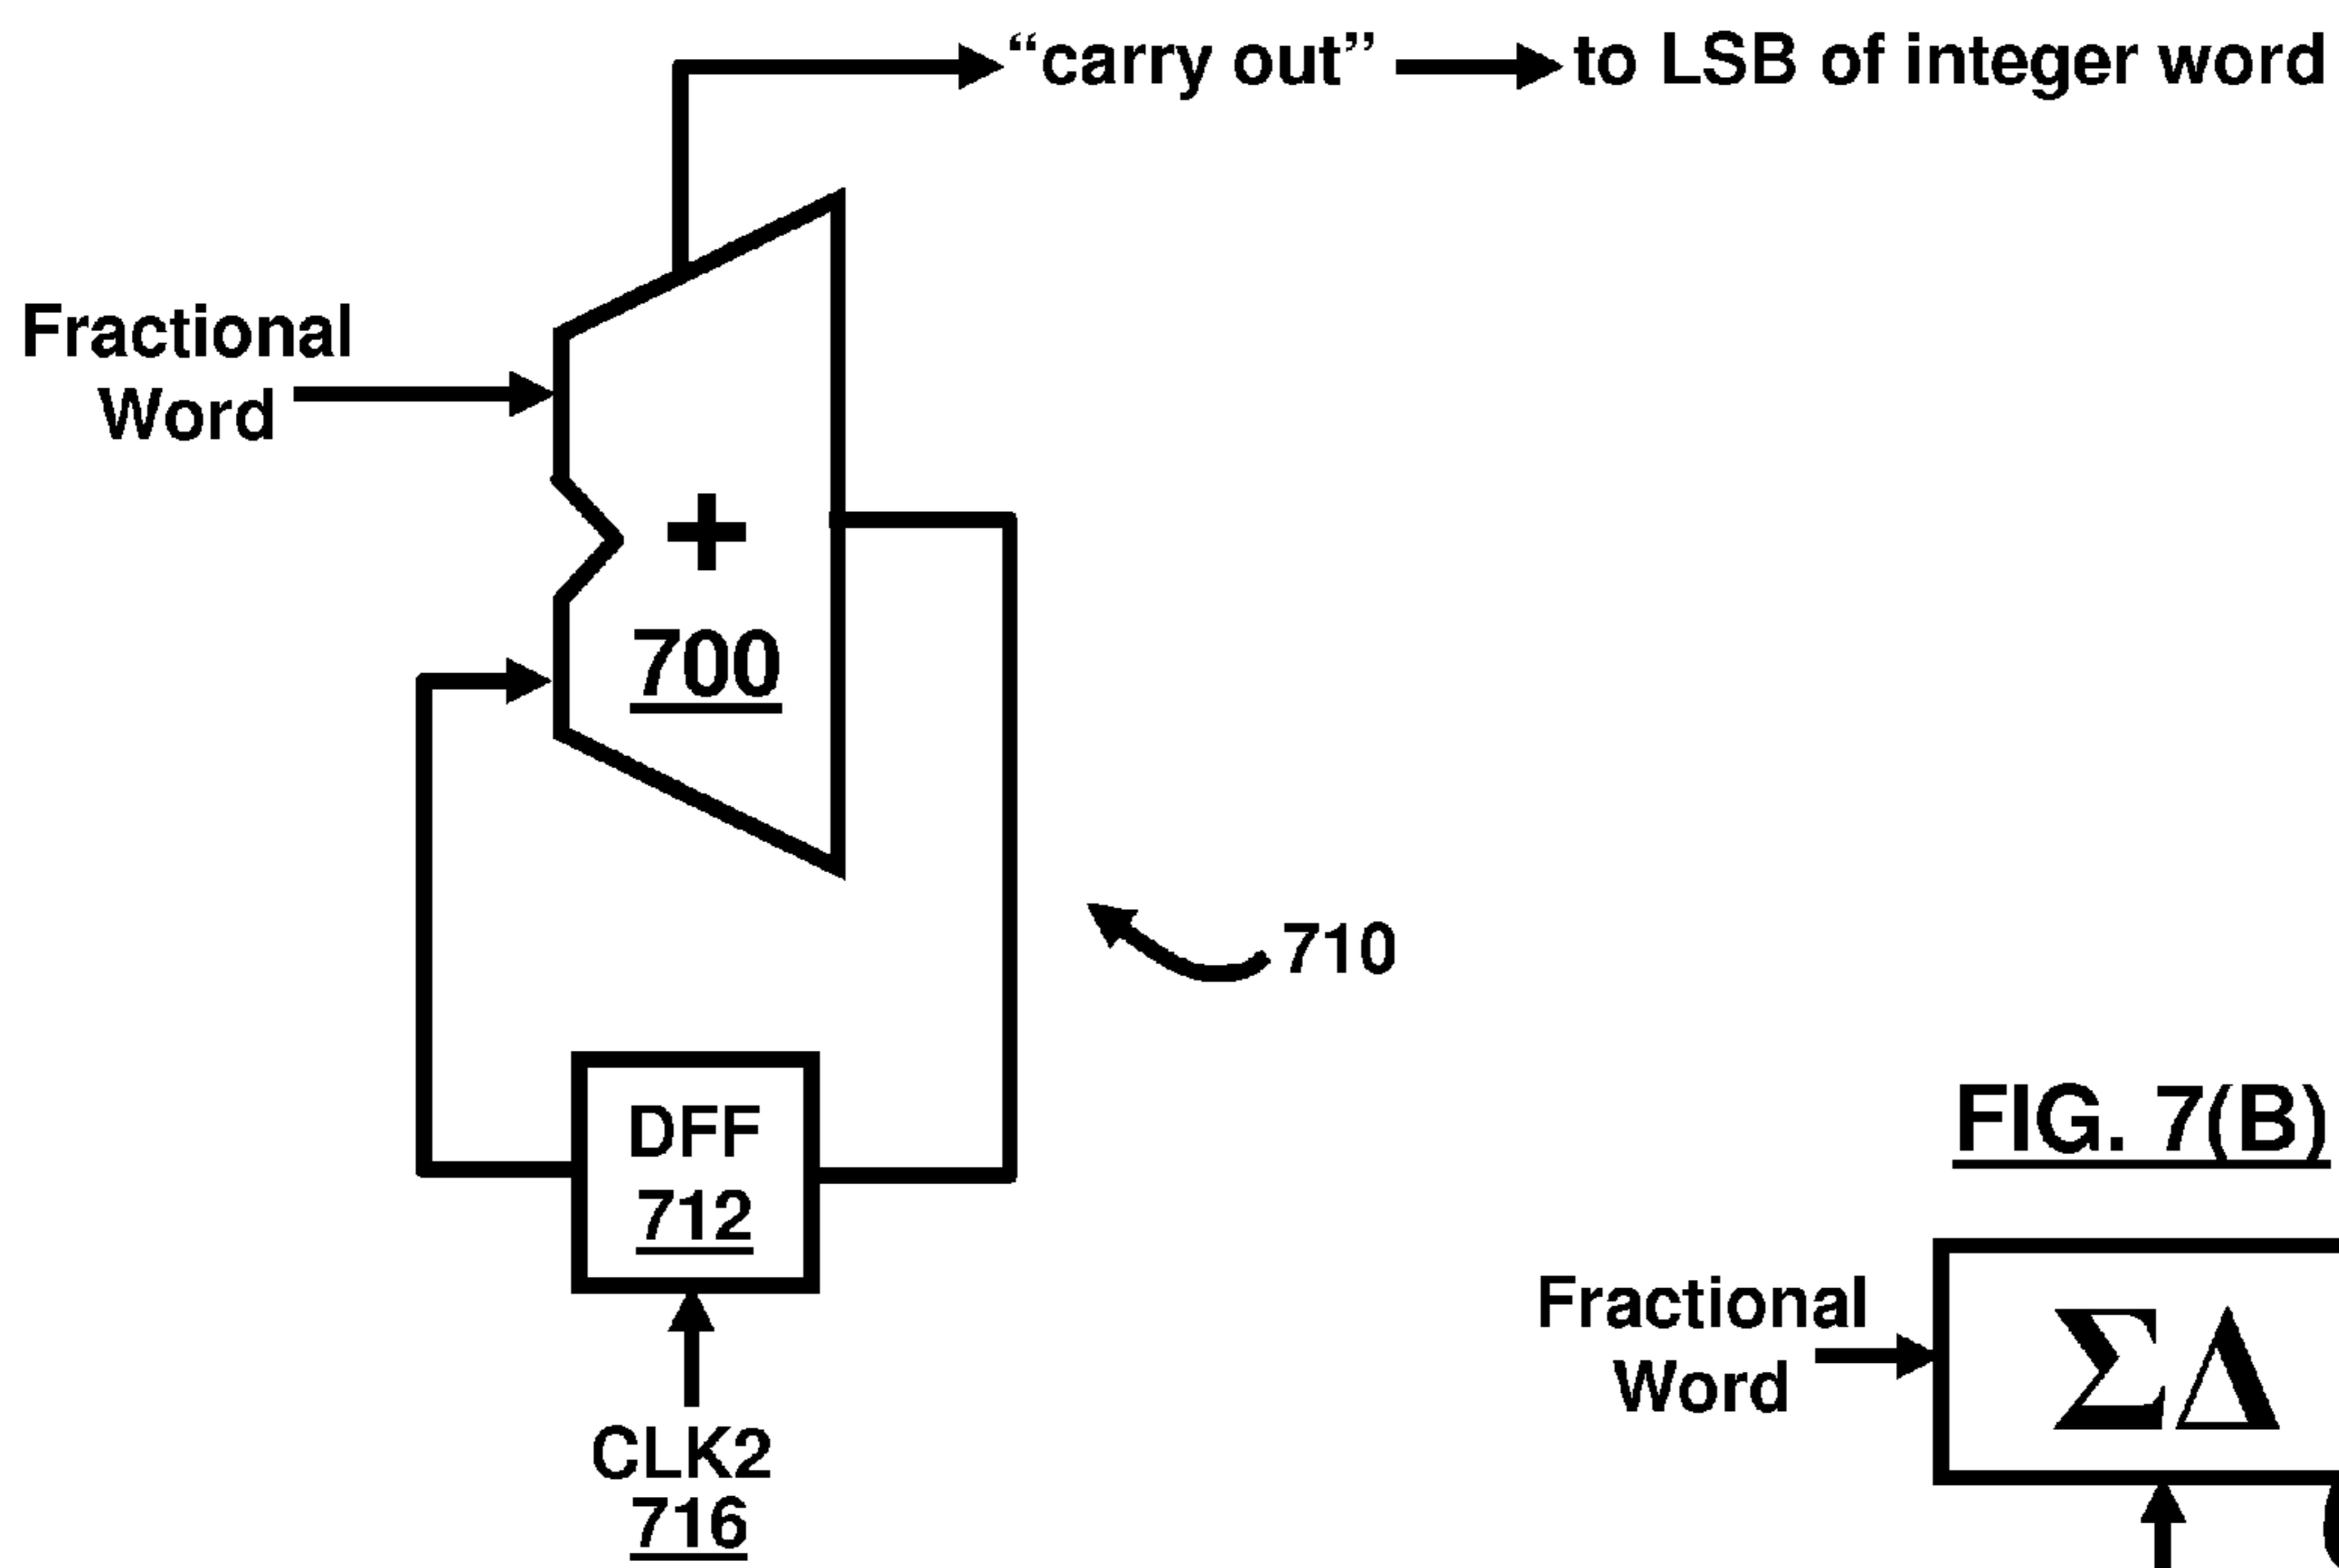 “carry out” to LSB of integer word
Fractional
Word
+
700
710
DFF
712
CLK2
716
FIG. 7(B)
Fractional
Word
ΣΔ